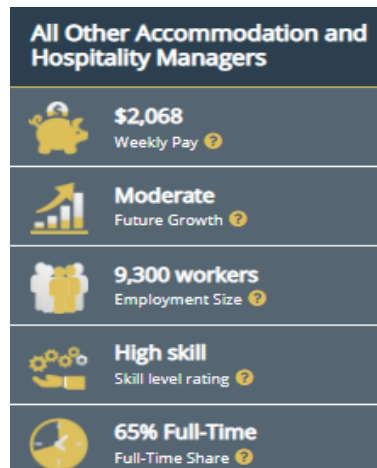 All Other Accommodation and
Hospitality Managers
$2,068
Weekly Pay ?
Moderate
Future Growth ?
9,300 workers
Employment Size ?
High skill
Skill level rating ?
65% Full-Time
Full-Time Share ?